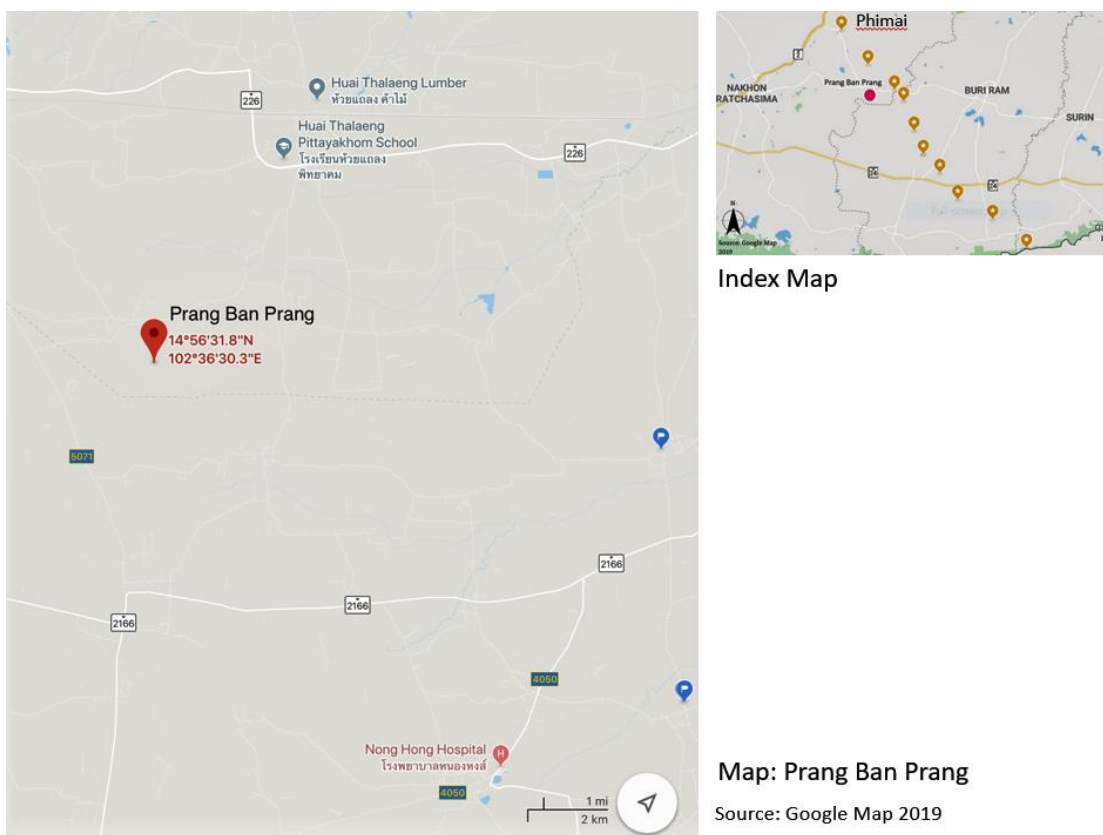 Huai Thalaeng Lumber
ห้วยแถลง ค้าไม้
226
Huai Thalaeng
Pittayakhom School
โรงเรียนห้วยแถลง
พิทยาคม
226
Prang Ban Prang
14°56'31.8"N
102°36'30.3"E
5071
2166
2166
2166
4050
Nong Hong Hospital
โรงพยาบาลหนองหงส์
4050
1 mi
2 km
Phimai
2
Prang Ban Prang
NAKHON
RATCHASIMA
BURI RAM
SURIN
24
24
N
Source: Google Map
2019
Index Map
Map: Prang Ban Prang
Source: Google Map 2019